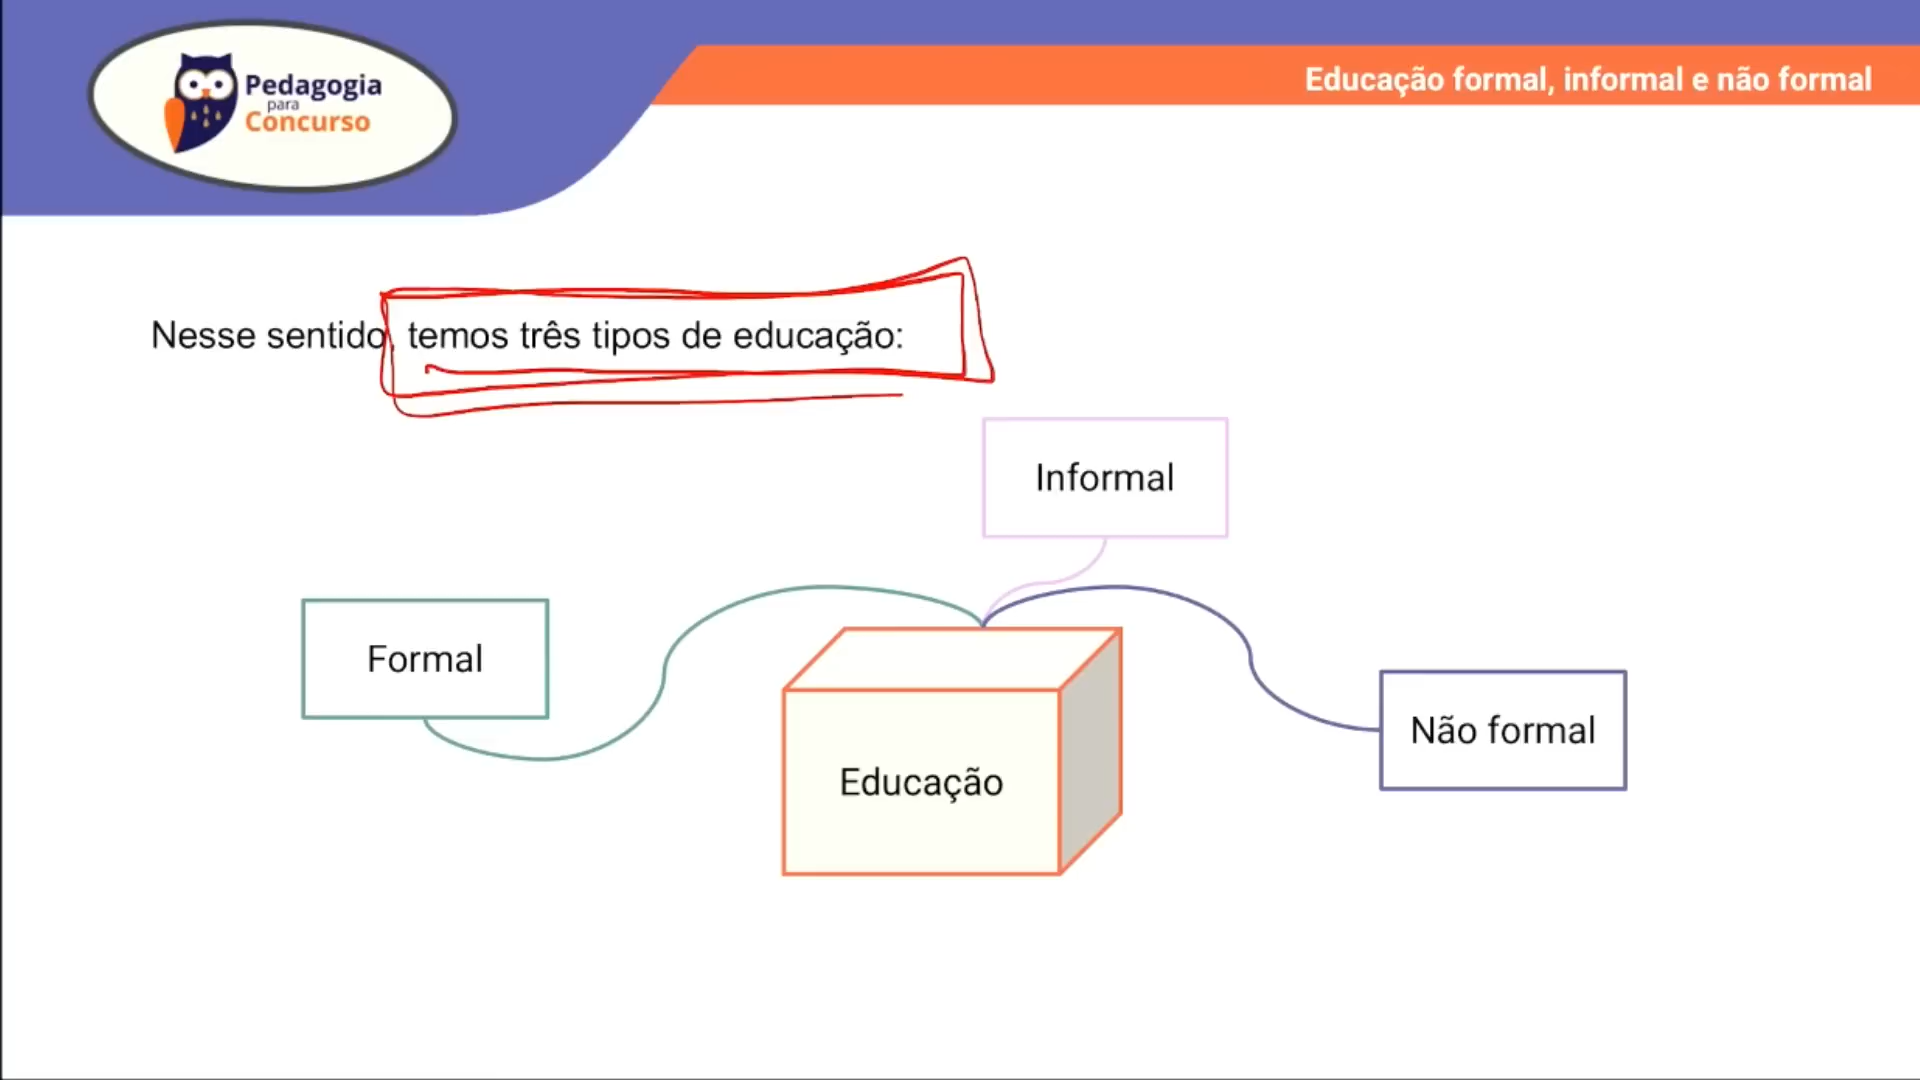 Pedagogia
para
Concurso
Educação formal, informal e não formal
Nesse sentido, temos três tipos de educação:
Informal
Formal
Não formal
Educação